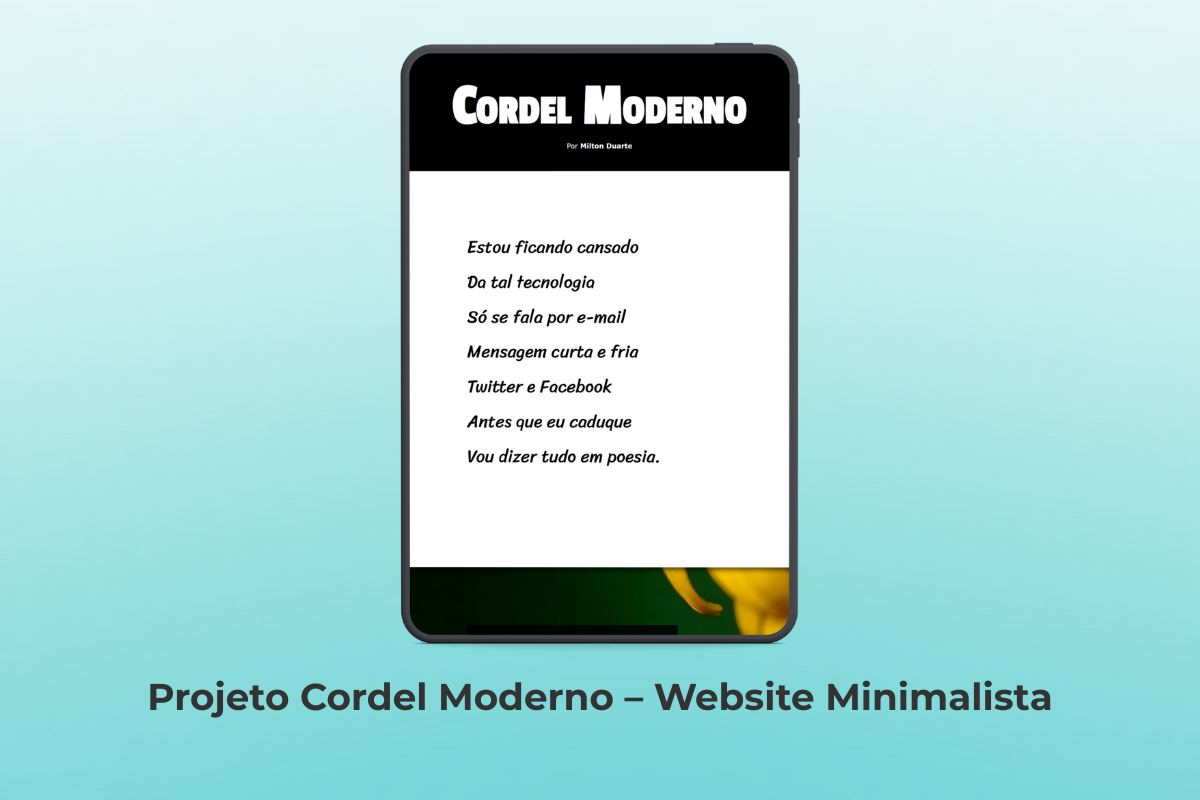 Cordel Moderno
Por Milton Duarte
Estou ficando cansado
Da tal tecnologia
Só se fala por e-mail
Mensagem curta e fria
Twitter e Facebook
Antes que eu caduque
Vou dizer tudo em poesia.
Projeto Cordel Moderno – Website Minimalista